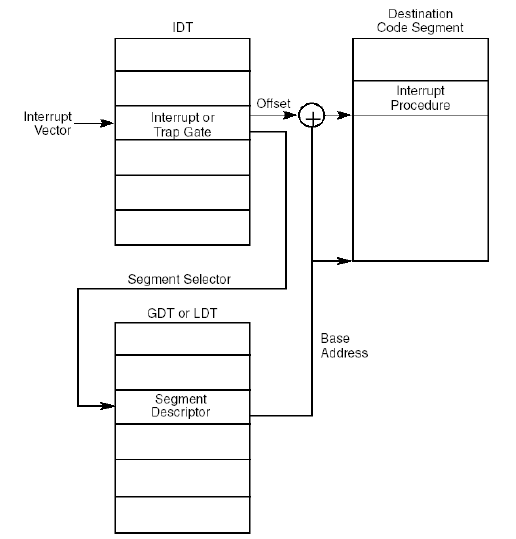 IDT
Destination
Code Segment
Interrupt
Vector
Interrupt or
Trap Gate
Offset
+
Interrupt
Procedure
Segment Selector
GDT or LDT
Base
Address
Segment
Descriptor